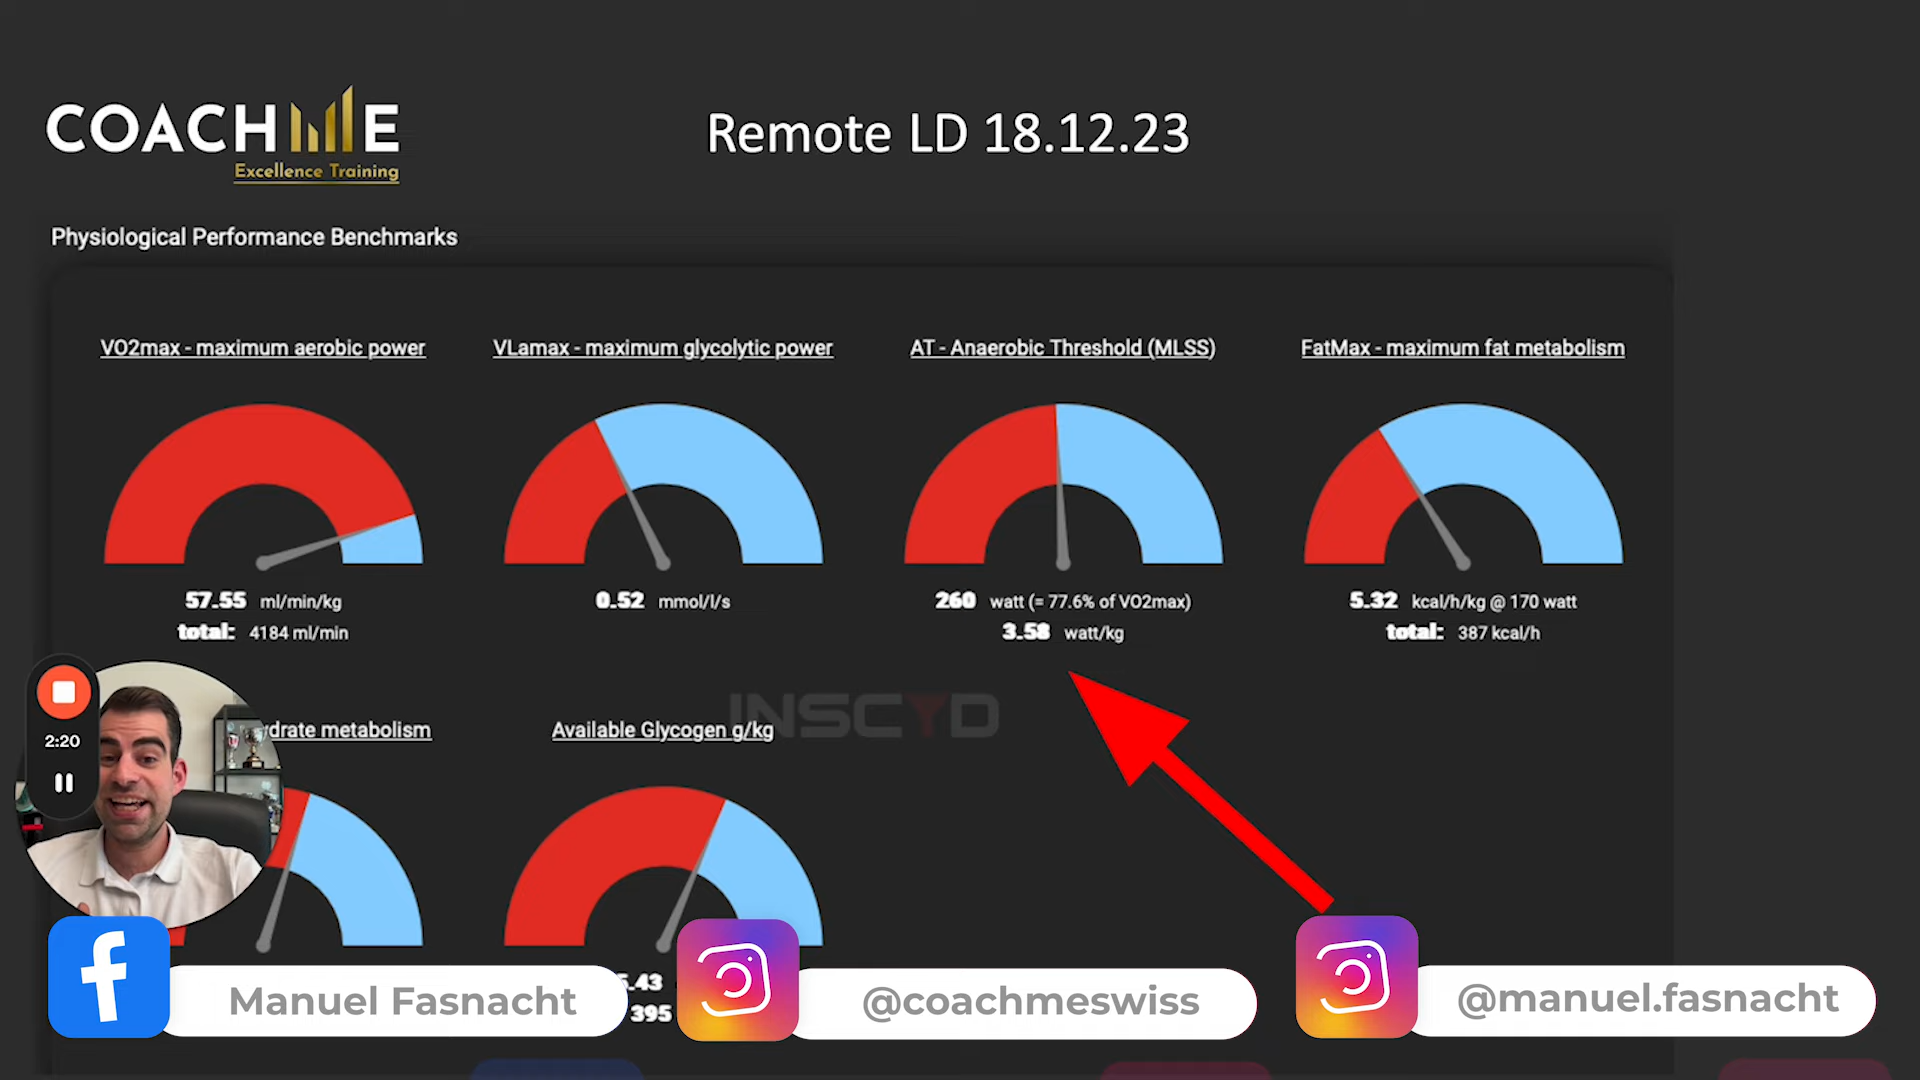 COACHME
Excellence Training
Remote LD 18.12.23
Physiological Performance Benchmarks
VO2max - maximum aerobic power
57.55 ml/min/kg
total: 4184 ml/min
VLamax - maximum glycolytic power
0.52 mmol/l/s
AT - Anaerobic Threshold (MLSS)
260 watt (= 77.6% of VO2max)
3.58 watt/kg
FatMax - maximum fat metabolism
5.32 kcal/h/kg @ 170 watt
total: 387 kcal/h
INSCYD
2:20
drate metabolism
Available Glycogen g/kg
.43
395
Manuel Fasnacht
@coachmeswiss
@manuel.fasnacht